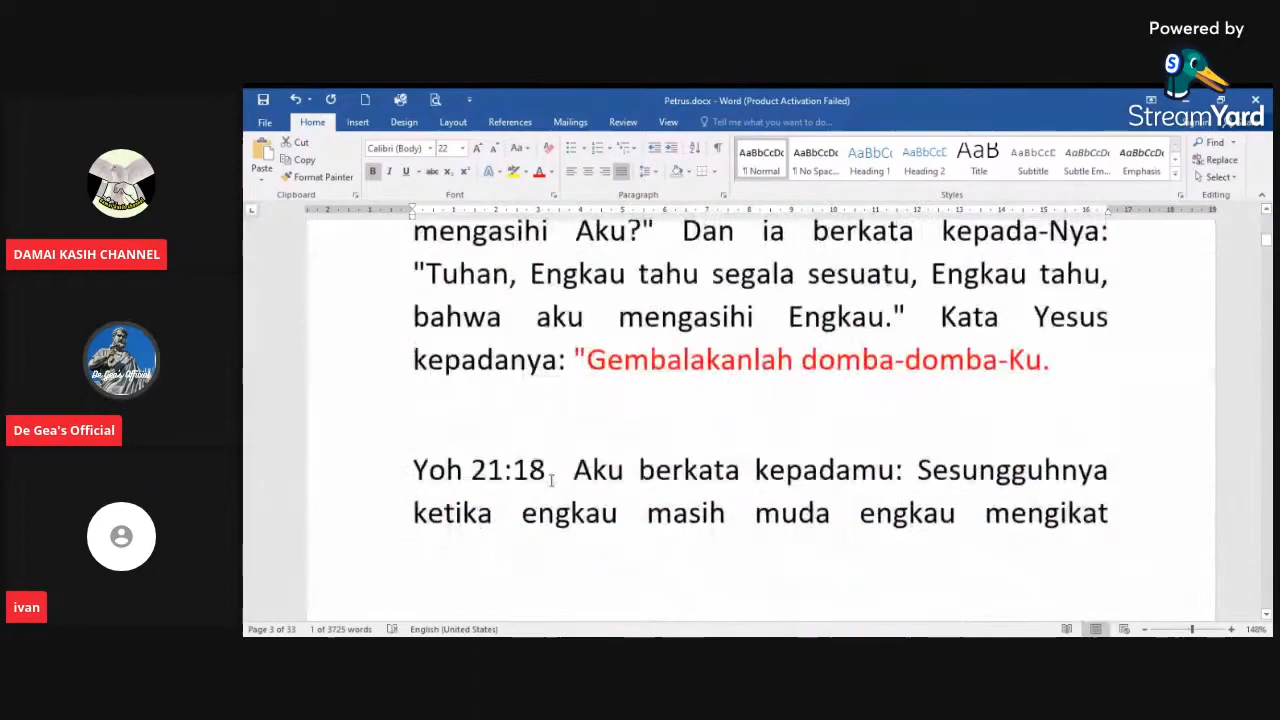 Powered by
StreamYard
Petrus.docx - Word (Product Activation Failed)
File Home Insert Design Layout References Mailings Review View Tell me what you want to do...
Paste
Cut
Copy
Format Painter
Clipboard
Calibri (Body) 22
Font
Paragraph
AaBbCcDc AaBbCcDc AaBbCc AaBbCcD AaB AaBbCcD AaBbCcDc AaBbCcDc
¶ Normal ¶ No Spac... Heading 1 Heading 2 Title Subtitle Subtle Em... Emphasis
Styles
Find
Replace
Select
Editing
DAMAI KASIH CHANNEL
De Gea's Official
De Gea's Official
ivan
mengasihi Aku?" Dan ia berkata kepada-Nya:
"Tuhan, Engkau tahu segala sesuatu, Engkau tahu,
bahwa aku mengasihi Engkau." Kata Yesus
kepadanya: "Gembalakanlah domba-domba-Ku.
Yoh 21:18 Aku berkata kepadamu: Sesungguhnya
ketika engkau masih muda engkau mengikat
Page 3 of 33 1 of 3725 words English (United States) 148%